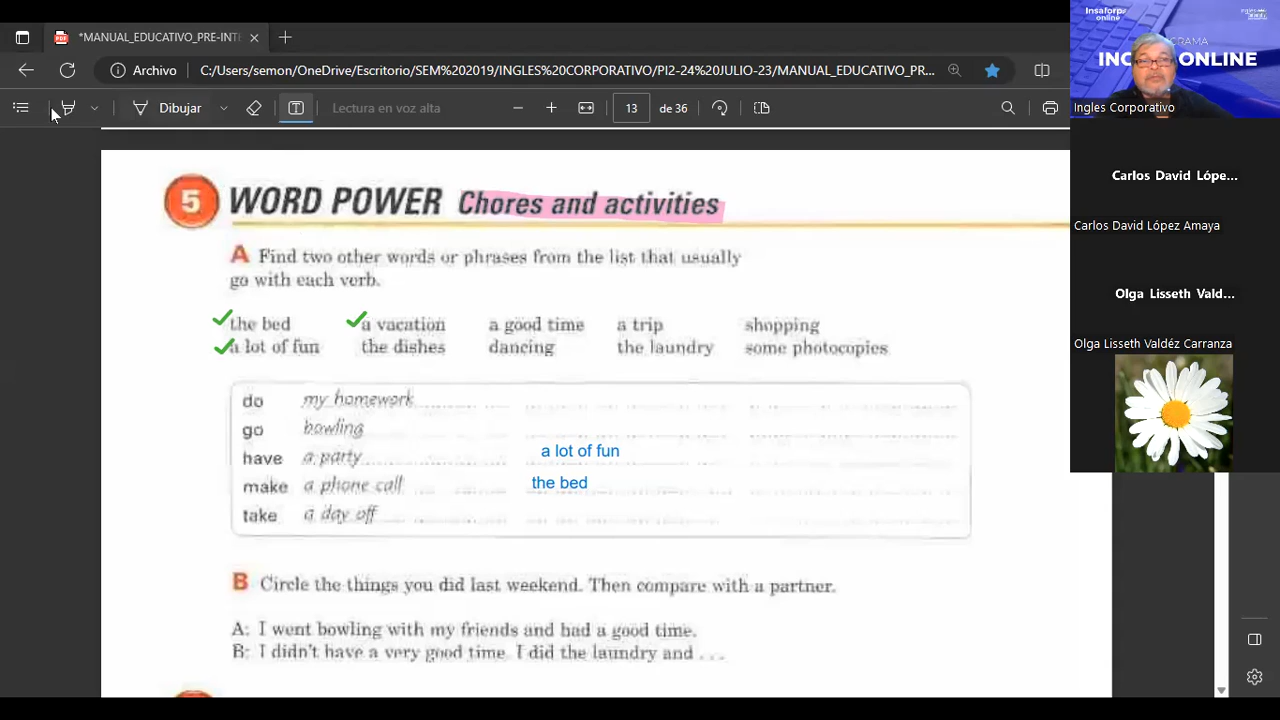 *MANUAL_EDUCATIVO_PRE-INTE
Archivo
C:/Users/semon/OneDrive/Escritorio/SEM%202019/INGLES%20CORPORATIVO/PI2-24%20JULIO-23/MANUAL_EDUCATIVO_PR...
Dibujar
Lectura en voz alta
13
de 36
5 WORD POWER Chores and activities
A Find two other words or phrases from the list that usually
go with each verb.
the bed a vacation a good time a trip shopping
a lot of fun the dishes dancing the laundry some photocopies
do my homework
go bowling
have a party a lot of fun
make a phone call the bed
take a day off
B Circle the things you did last weekend. Then compare with a partner.
A: I went bowling with my friends and had a good time.
B: I didn't have a very good time. I did the laundry and . . .
Insaforp
online
INC
ONLINE
Ingles Corporativo
Carlos David Lópe...
Carlos David López Amaya
Olga Lisseth Vald...
Olga Lisseth Valdéz Carranza